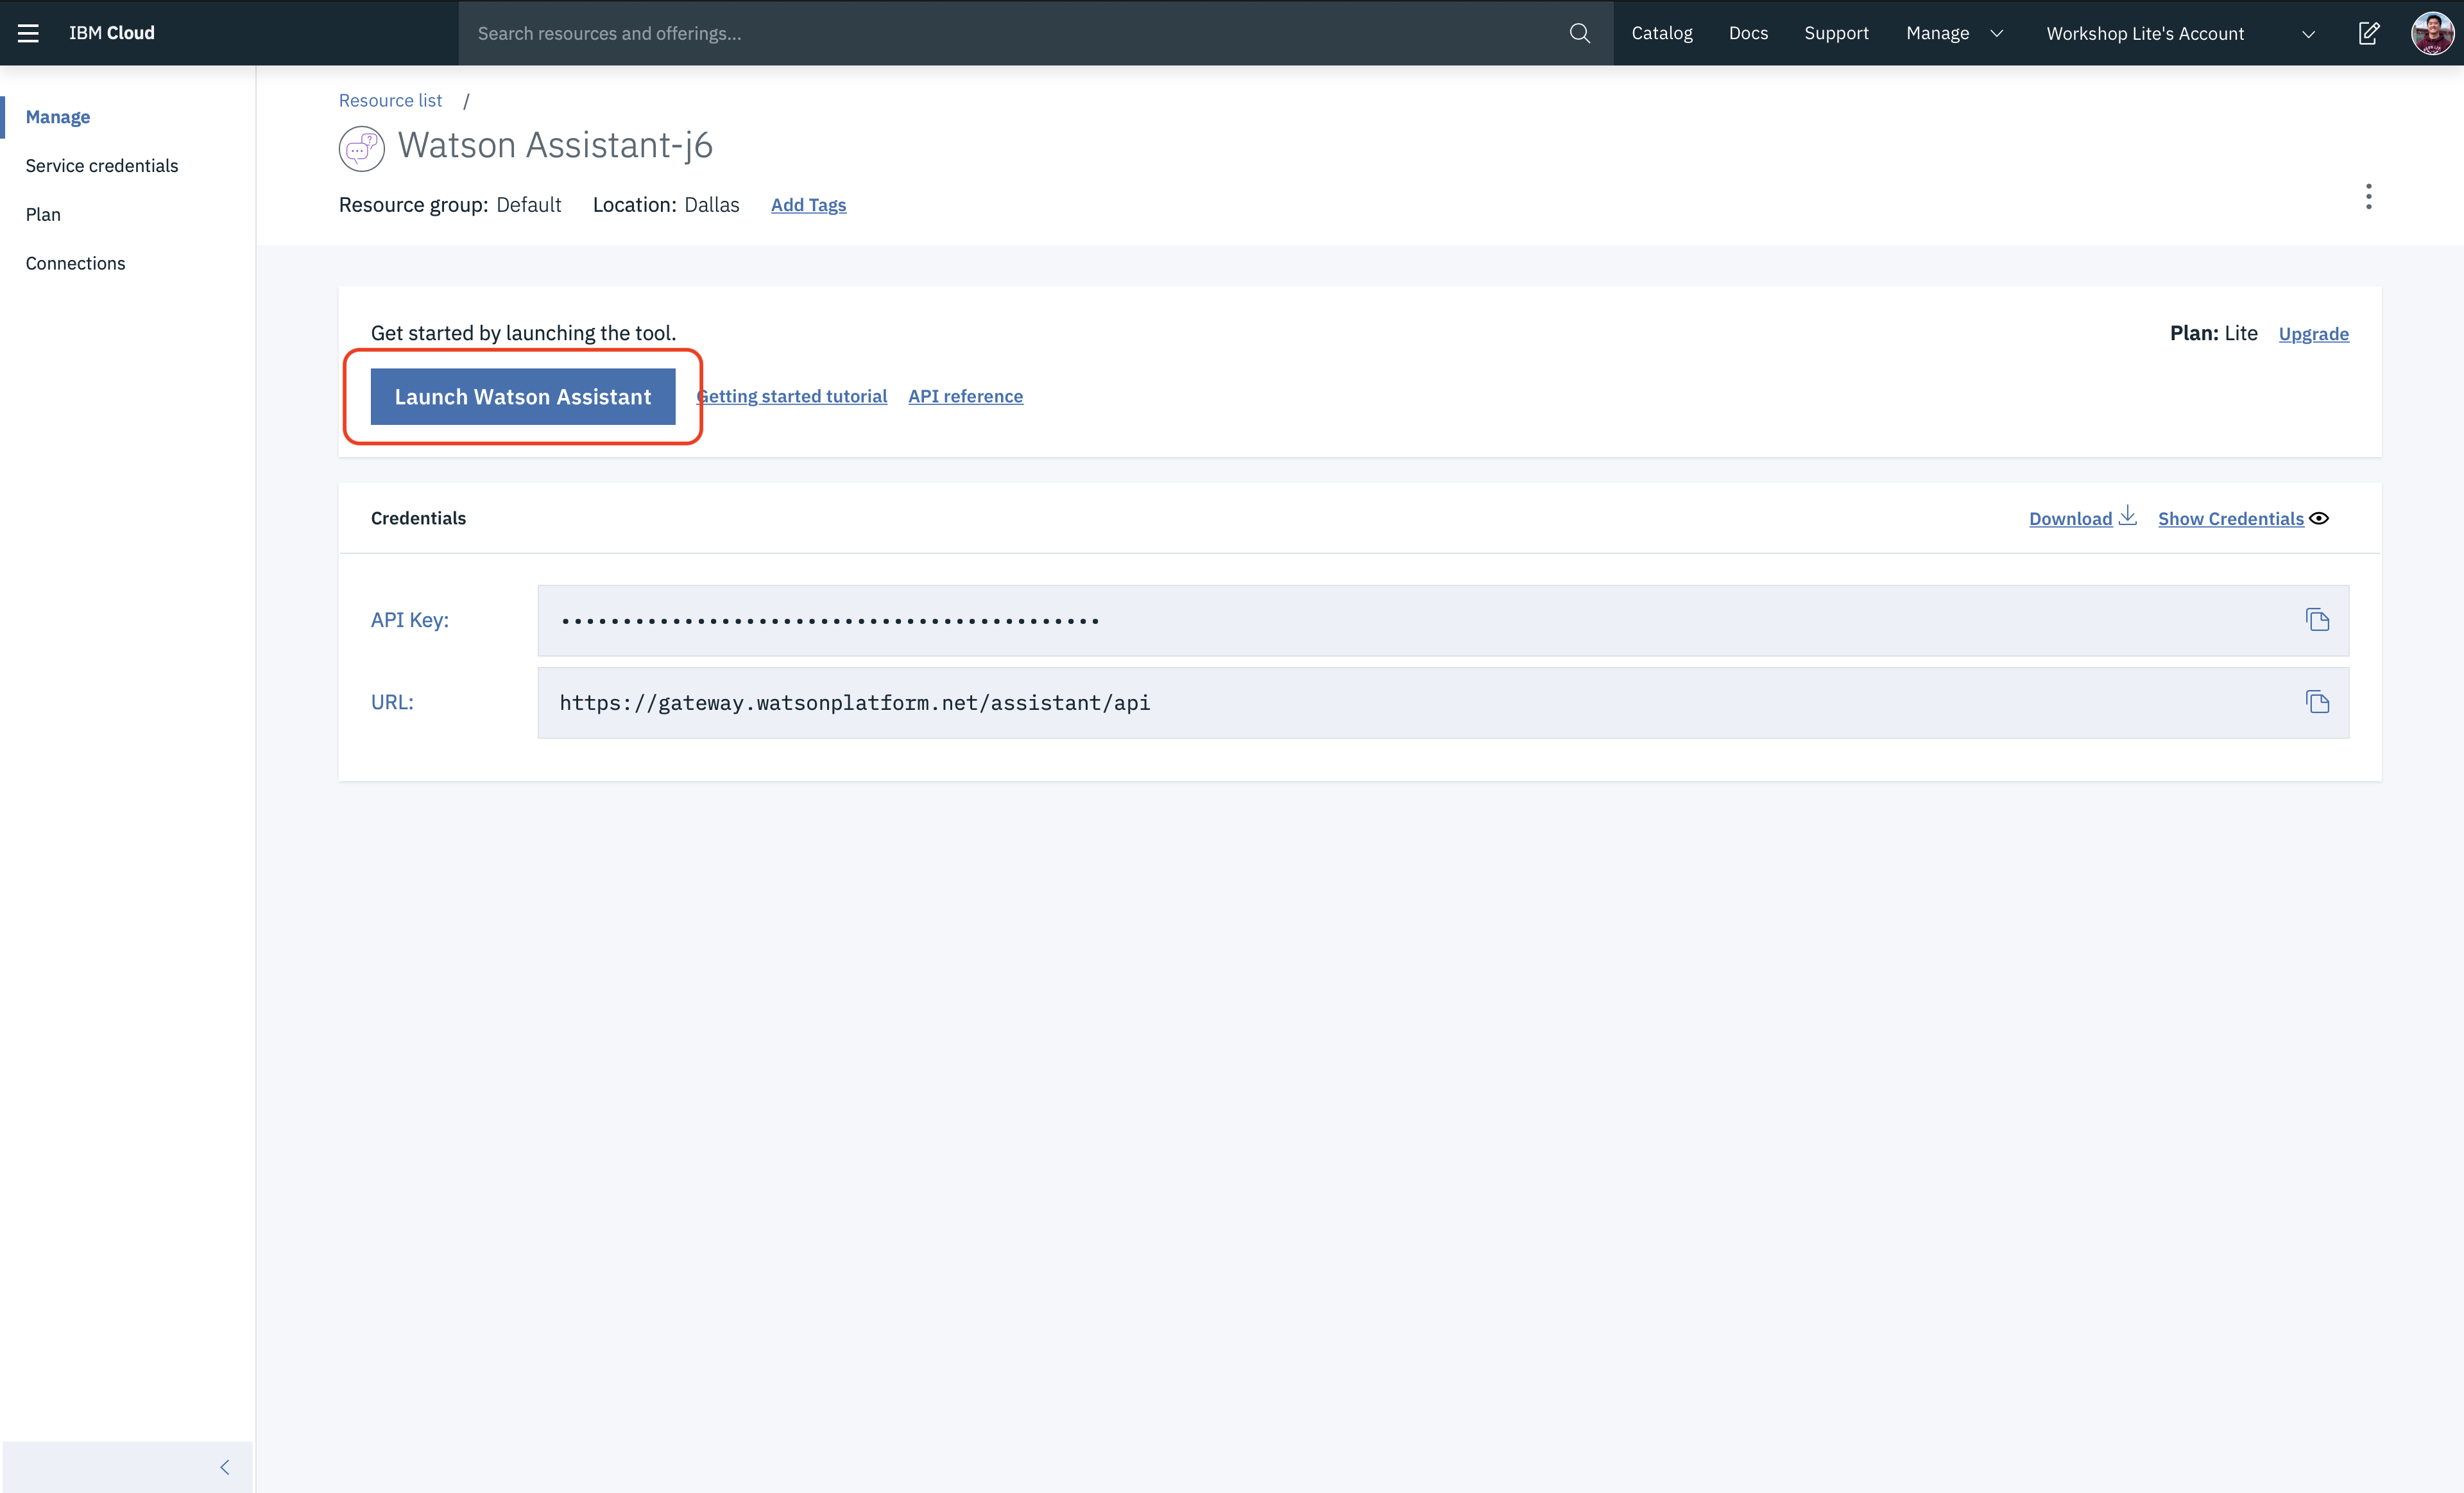 IBM Cloud
Search resources and offerings...
Catalog
Docs
Support
Manage
Workshop Lite's Account
Manage
Service credentials
Plan
Connections
Resource list /
Watson Assistant-j6
Resource group: Default Location: Dallas Add Tags
Get started by launching the tool.
Plan: Lite Upgrade
Launch Watson Assistant
Getting started tutorial API reference
Credentials
Download Show Credentials
API Key: ••••••••••••••••••••••••••••••••••••••••••••
URL: https://gateway.watsonplatform.net/assistant/api